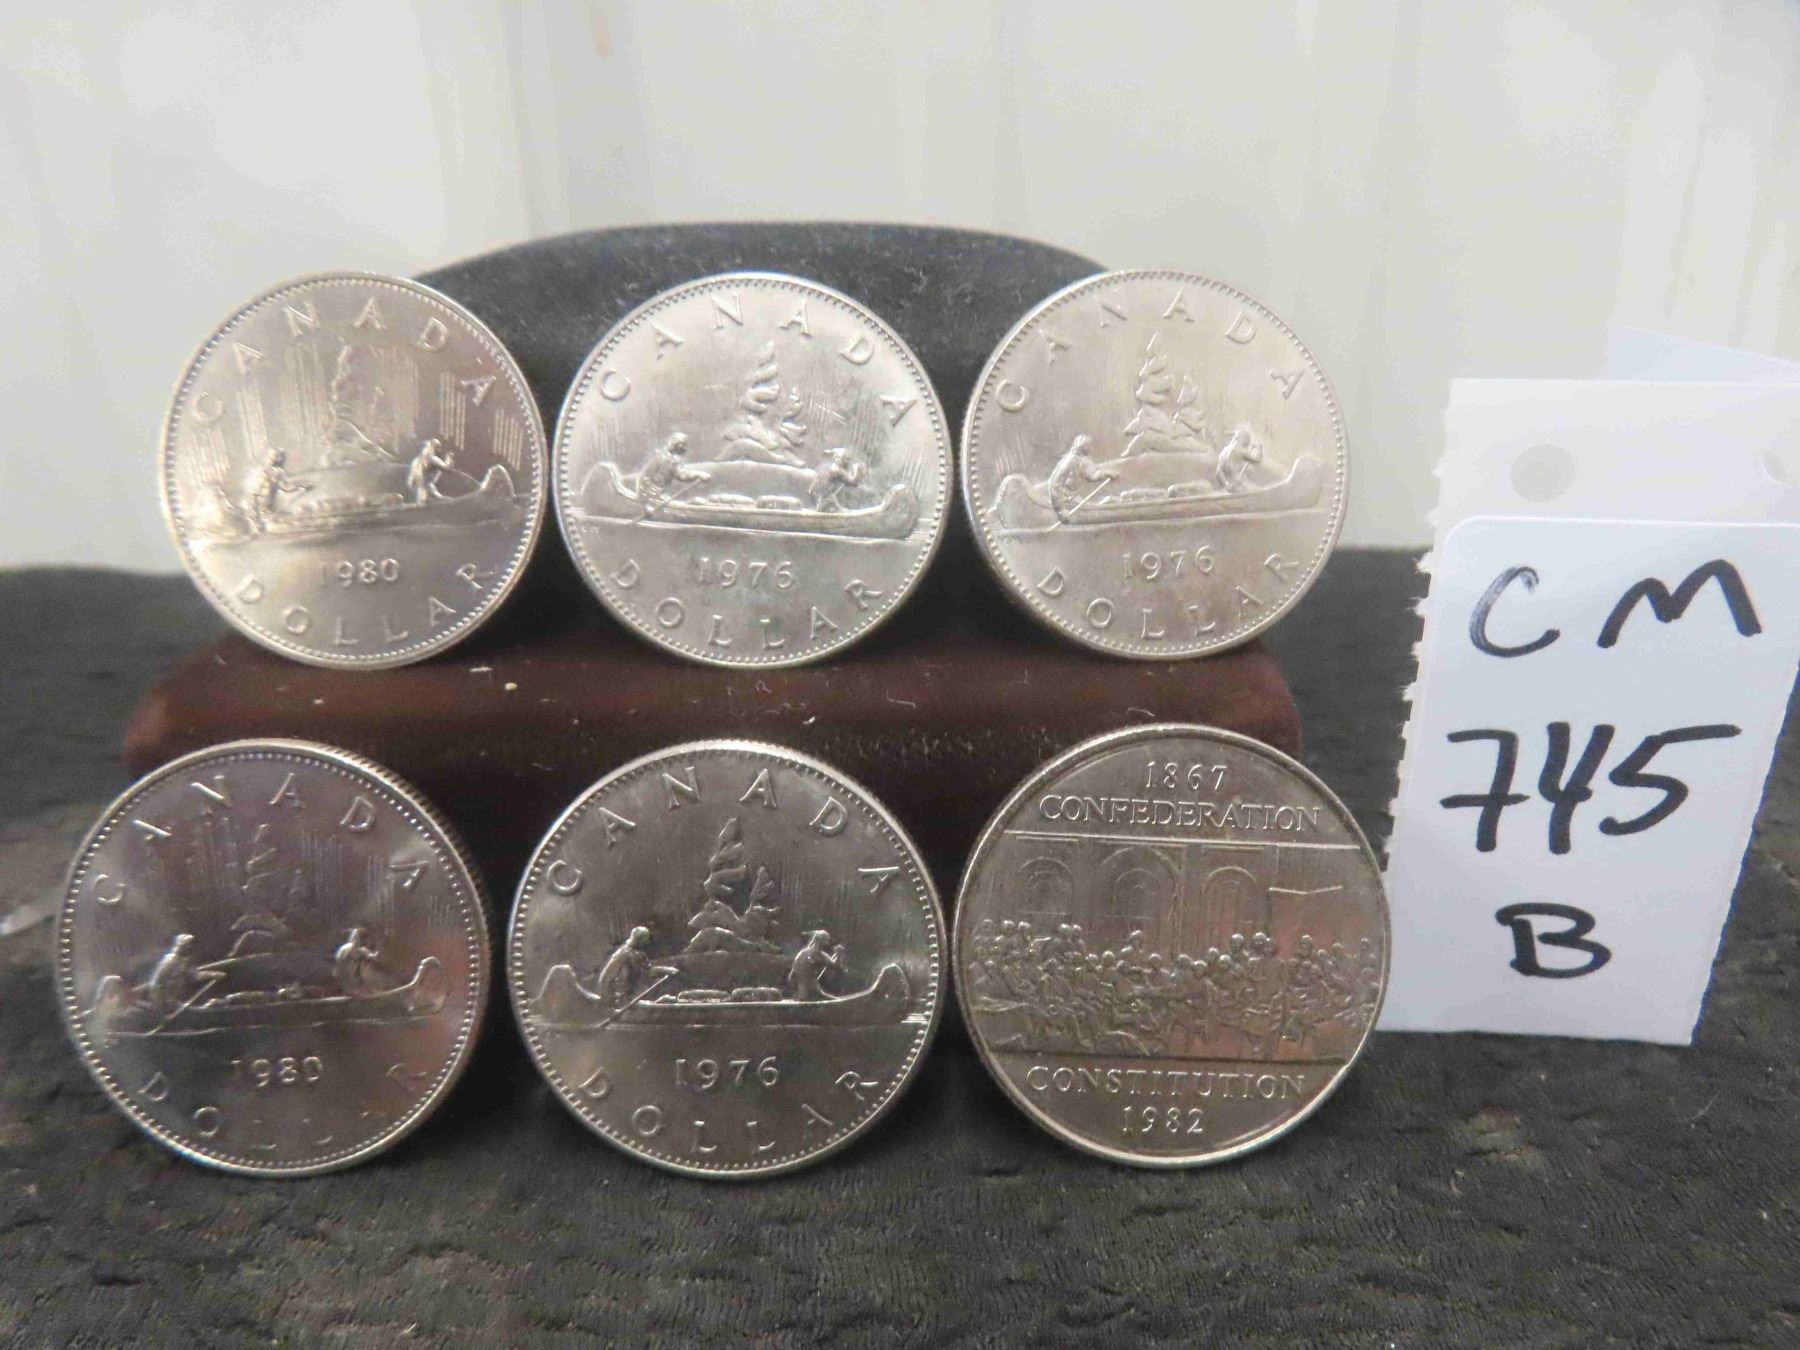 CANADA
1980
DOLLAR
CANADA
1976
DOLLAR
CANADA
1976
DOLLAR
CANADA
1980
DOLLAR
CANADA
1976
DOLLAR
1867
CONFEDERATION
CONSTITUTION
1982
CM
745
B